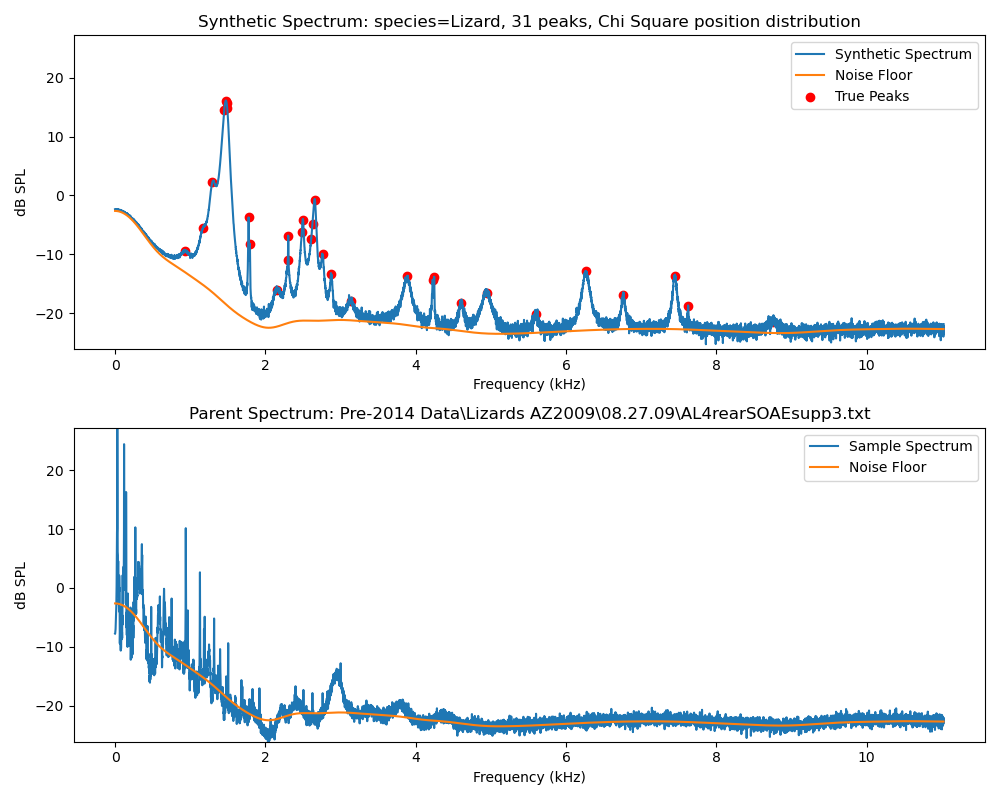 Synthetic Spectrum: species=Lizard, 31 peaks, Chi Square position distribution
20
10
0
−10
−20
dB SPL
Synthetic Spectrum
Noise Floor
True Peaks
0 2 4 6 8 10
Frequency (kHz)
Parent Spectrum: Pre-2014 Data\Lizards AZ2009\08.27.09\AL4rearSOAEsupp3.txt
20
10
0
−10
−20
dB SPL
Sample Spectrum
Noise Floor
0 2 4 6 8 10
Frequency (kHz)